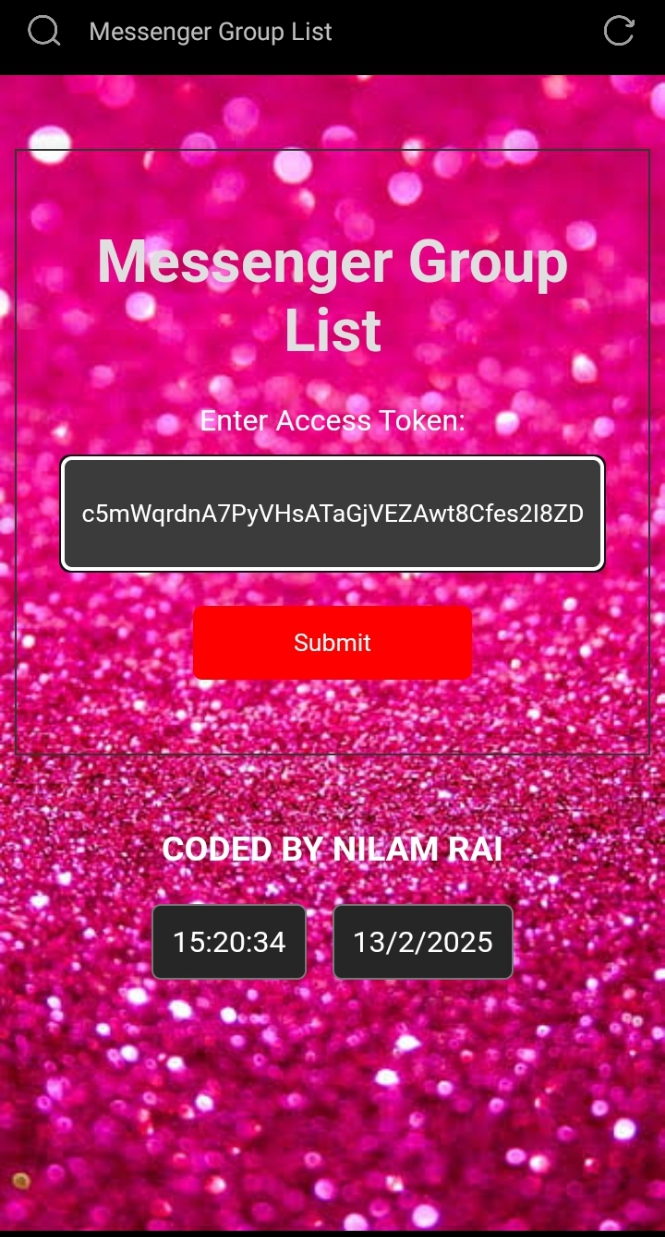 Messenger Group List
Messenger Group
List
Enter Access Token:
c5mWqrdnA7PyVHsATaGjVEZAwt8Cfes2I8ZD
Submit
CODED BY NILAM RAI
15:20:34
13/2/2025